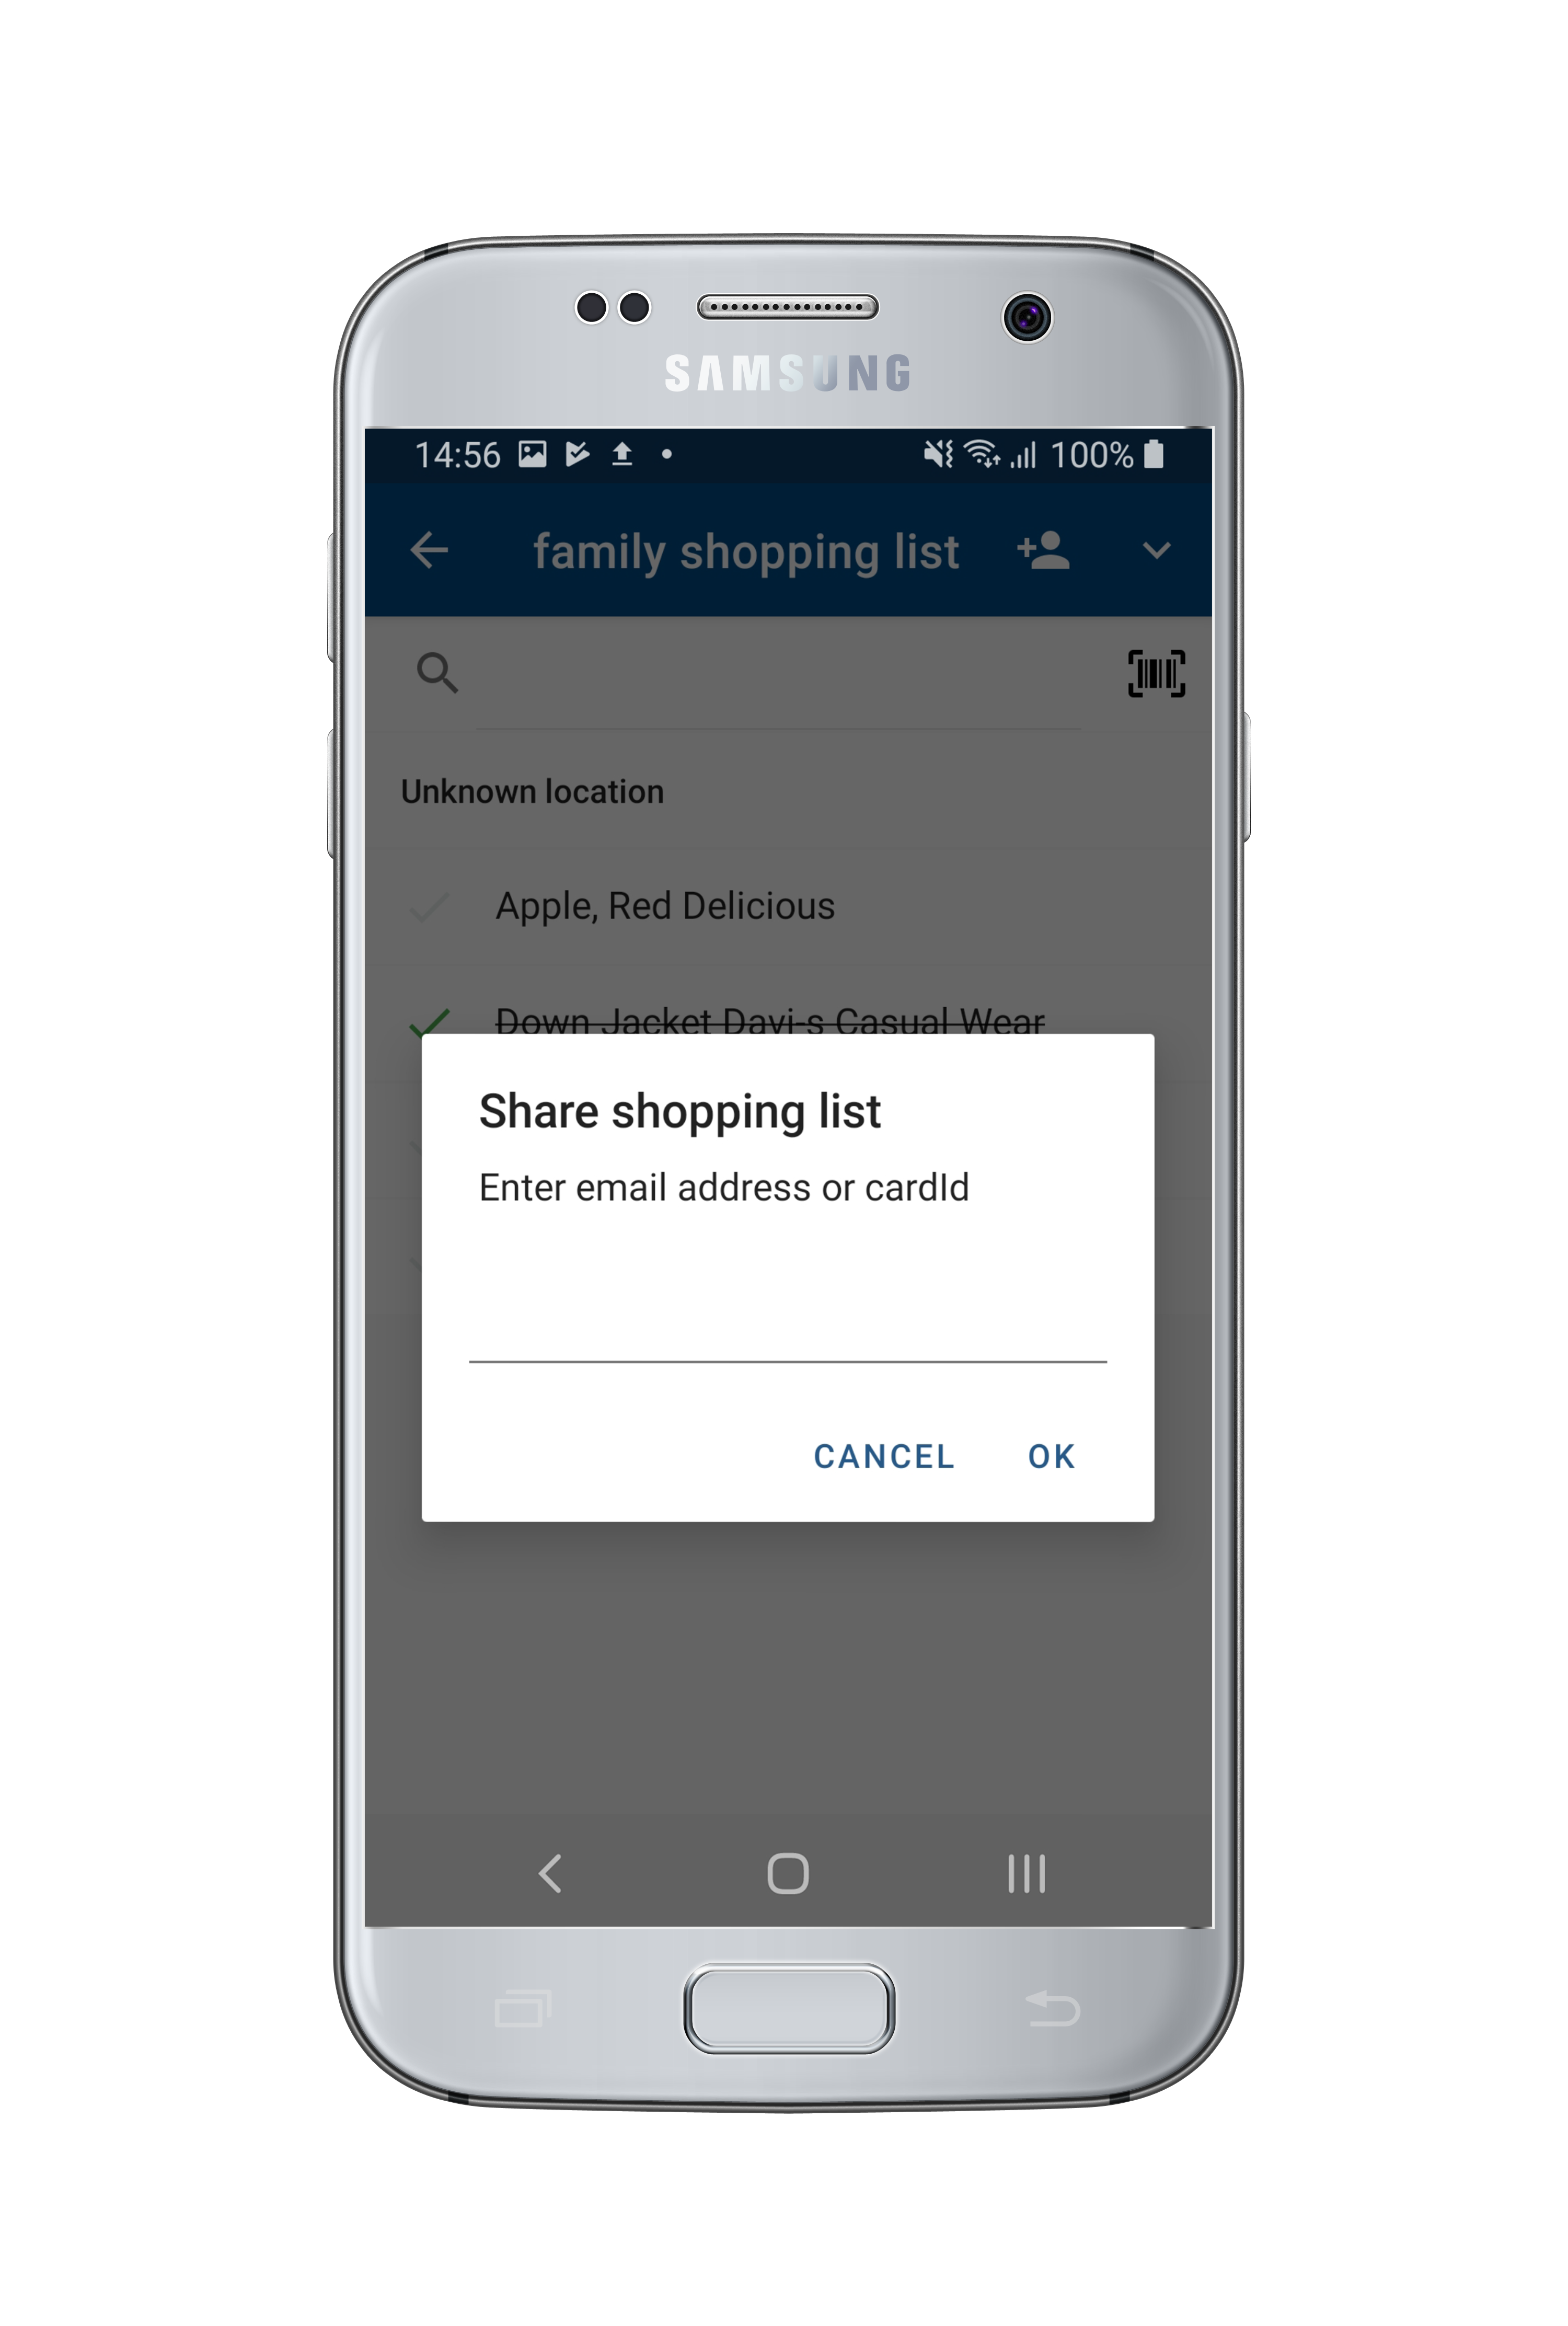 SAMSUNG
14:56 100%
family shopping list
Unknown location
Apple, Red Delicious
Down Jacket Davi-s Casual Wear
Share shopping list
Enter email address or cardId
CANCEL OK